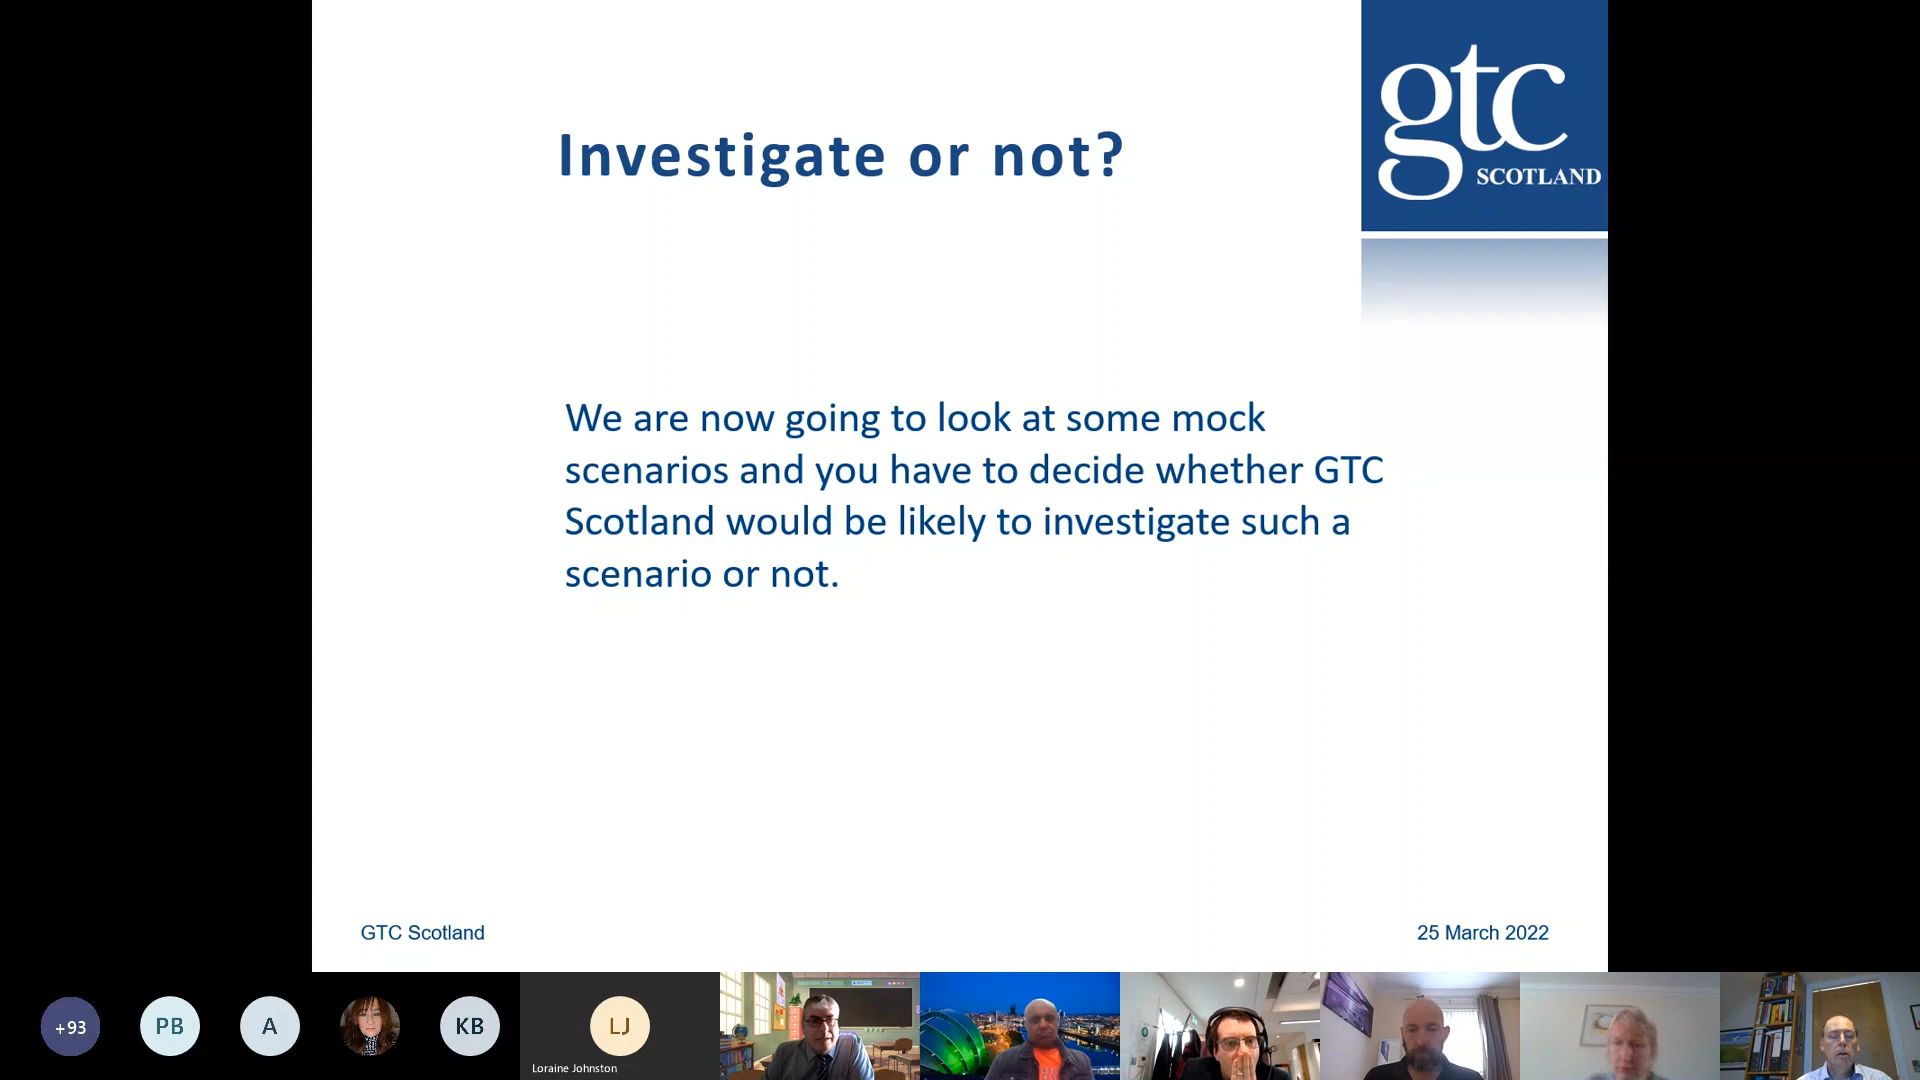 Investigate or not?
gtc
SCOTLAND
We are now going to look at some mock
scenarios and you have to decide whether GTC
Scotland would be likely to investigate such a
scenario or not.
GTC Scotland
25 March 2022
+93
PB
A
KB
LJ
Loraine Johnston